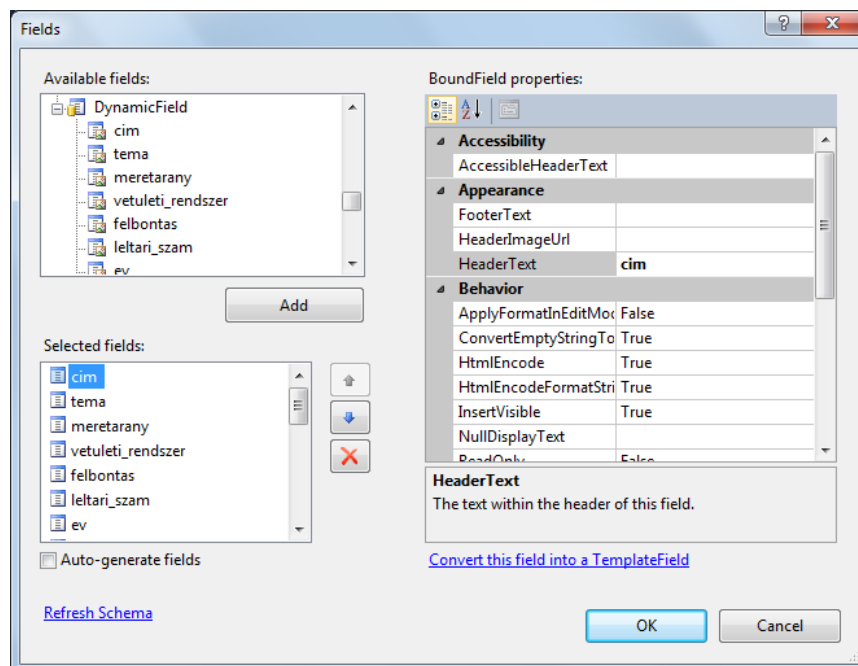 Fields
Available fields:
DynamicField
cim
tema
meretarany
vetuleti_rendszer
felbontas
leltari_szam
ev
Add
Selected fields:
cim
tema
meretarany
vetuleti_rendszer
felbontas
leltari_szam
ev
Auto-generate fields
Refresh Schema
BoundField properties:
Accessibility
AccessibleHeaderText
Appearance
FooterText
HeaderImageUrl
HeaderText cim
Behavior
ApplyFormatInEditMod False
ConvertEmptyStringTo True
HtmlEncode True
HtmlEncodeFormatStri True
InsertVisible True
NullDisplayText
ReadOnly False
HeaderText
The text within the header of this field.
Convert this field into a TemplateField
OK Cancel